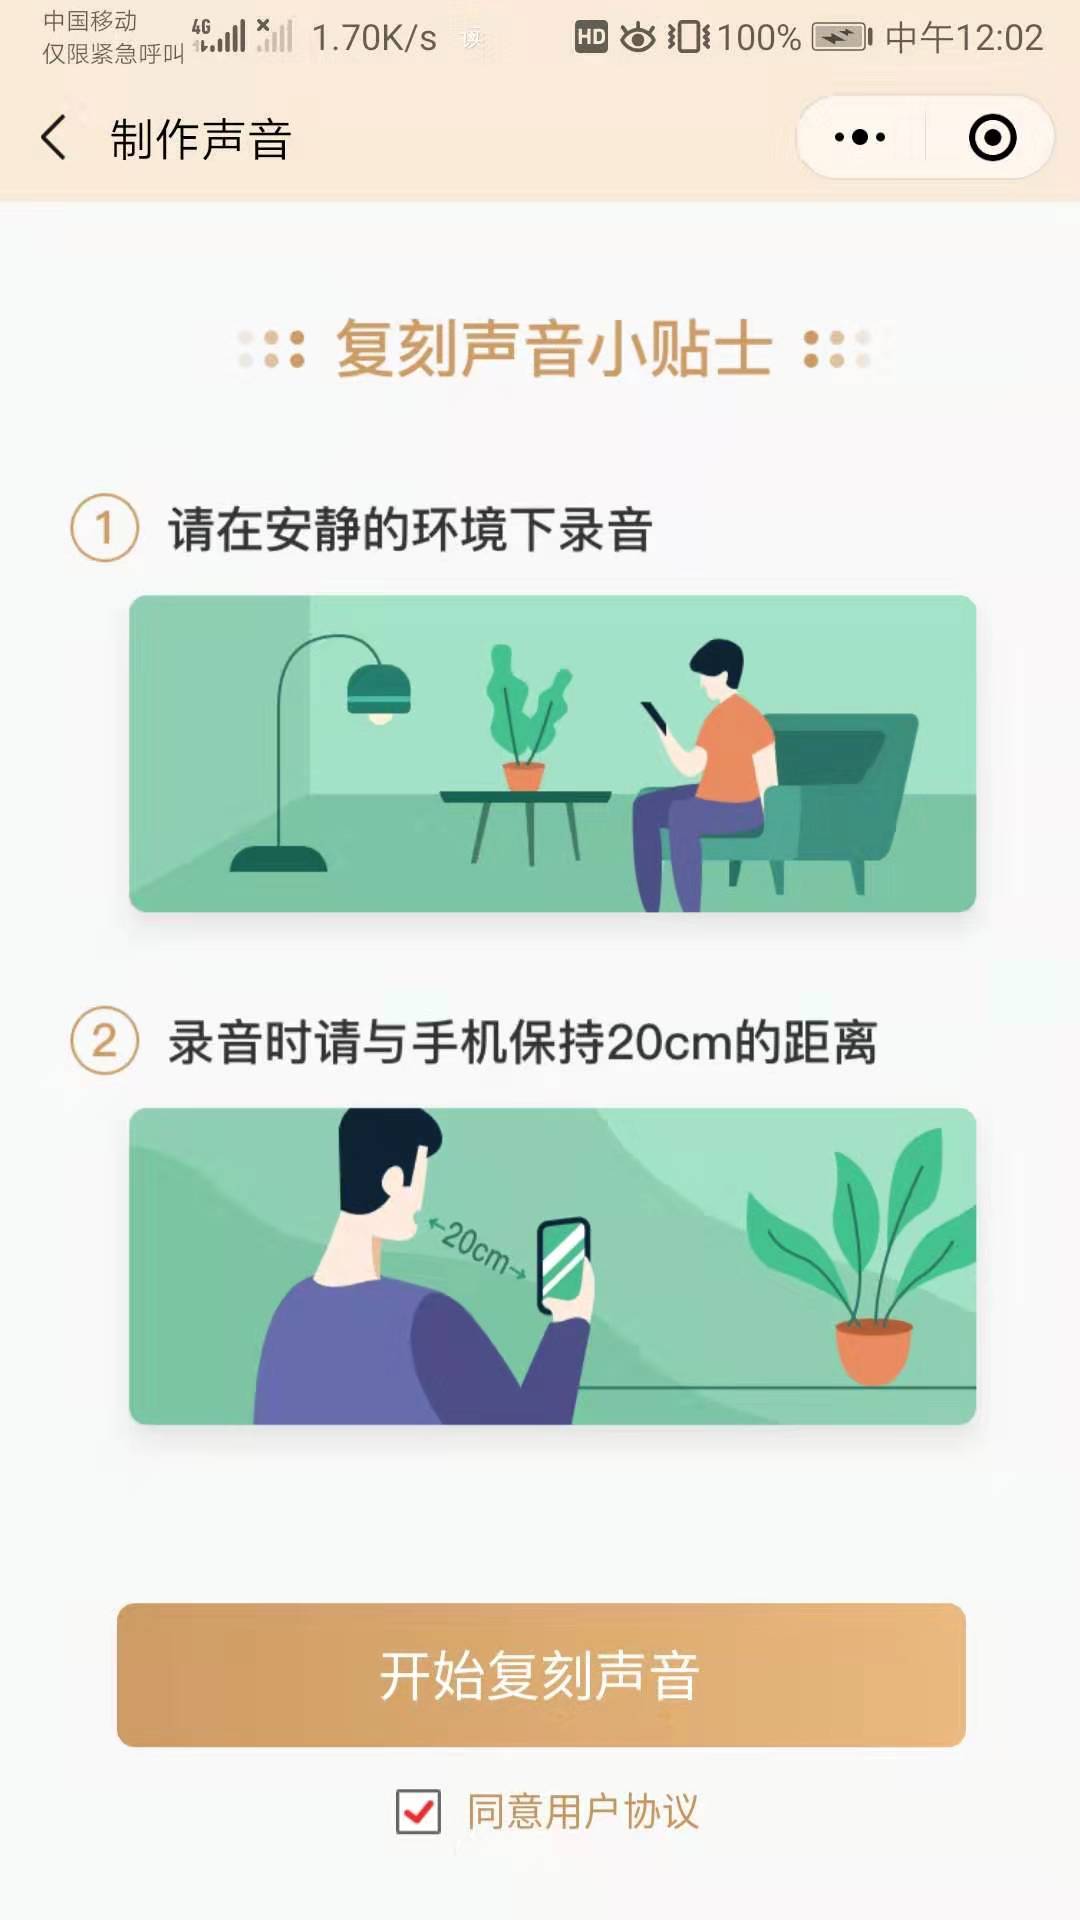 中国移动
仅限紧急呼叫
4G
1.70K/s
HD
100%
中午12:02
制作声音
复刻声音小贴士
1 请在安静的环境下录音
2 录音时请与手机保持20cm的距离
←20cm→
开始复刻声音
同意用户协议